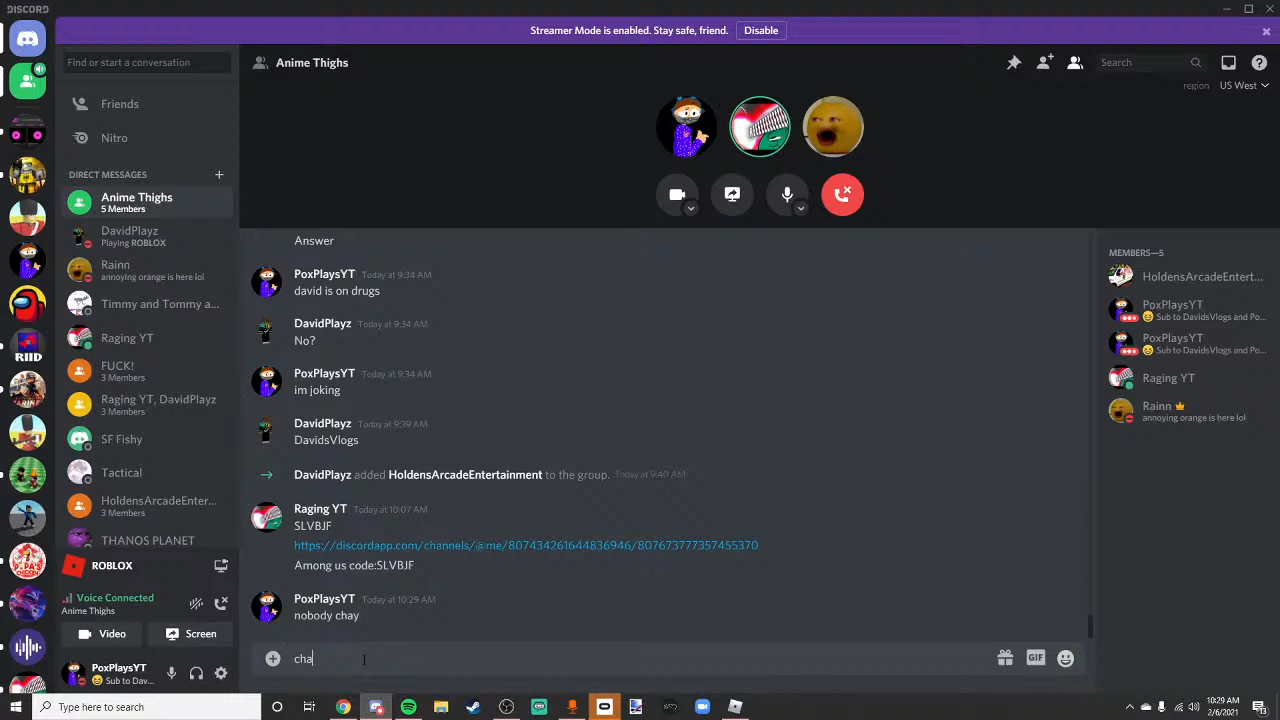 DISCORD
Streamer Mode is enabled. Stay safe, friend.
Disable
Find or start a conversation
Anime Thighs
Search
region
US West
Friends
Nitro
DIRECT MESSAGES
Anime Thighs
5 Members
DavidPlayz
Playing ROBLOX
Rainn
annoying orange is here lol
Timmy and Tommy a...
Raging YT
FUCK!
3 Members
Raging YT, DavidPlayz
3 Members
SF Fishy
Tactical
HoldensArcadeEnter...
3 Members
THANOS PLANET
RIID
ROBLOX
Voice Connected
Anime Thighs
Video
Screen
PoxPlaysYT
Sub to Dav...
Answer
PoxPlaysYT Today at 9:34 AM
david is on drugs
DavidPlayz Today at 9:34 AM
No?
PoxPlaysYT Today at 9:34 AM
im joking
DavidPlayz Today at 9:39 AM
DavidsVlogs
DavidPlayz added HoldensArcadeEntertainment to the group. Today at 9:40 AM
Raging YT Today at 10:07 AM
SLVBJF
https://discordapp.com/channels/@me/807434261644836946/807673777357455370
Among us code:SLVBJF
PoxPlaysYT Today at 10:29 AM
nobody chay
cha
GIF
MEMBERS—5
HoldensArcadeEntert...
PoxPlaysYT
Sub to DavidsVlogs and Po...
PoxPlaysYT
Sub to DavidsVlogs and Po...
Raging YT
Rainn
annoying orange is here lol
Type here to search
10:29 AM
2/6/2021